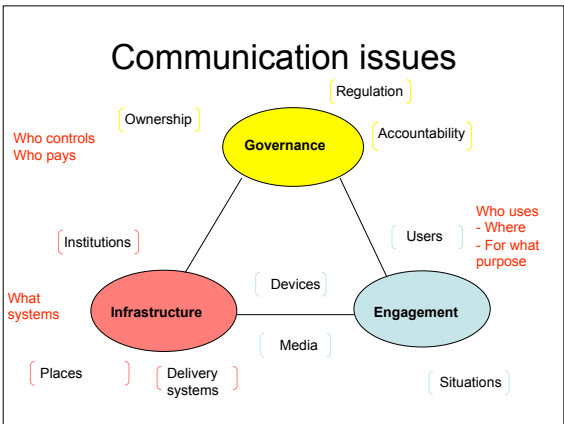 Communication issues
Regulation
Ownership
Accountability
Who controls
Who pays
Governance
Who uses
- Where
- For what
purpose
Users
Institutions
Devices
What
systems
Infrastructure
Engagement
Media
Places
Delivery
systems
Situations